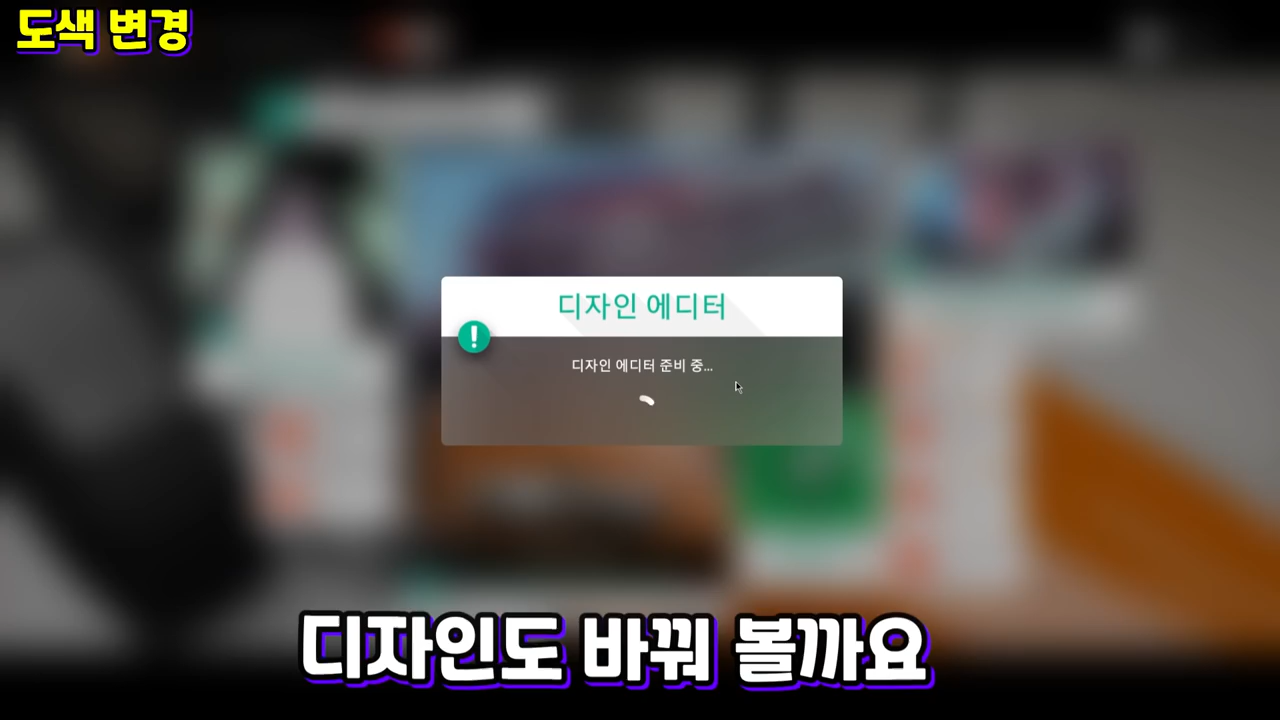 도색 변경
디자인 에디터
디자인 에디터 준비 중...
디자인도 바꿔 볼까요